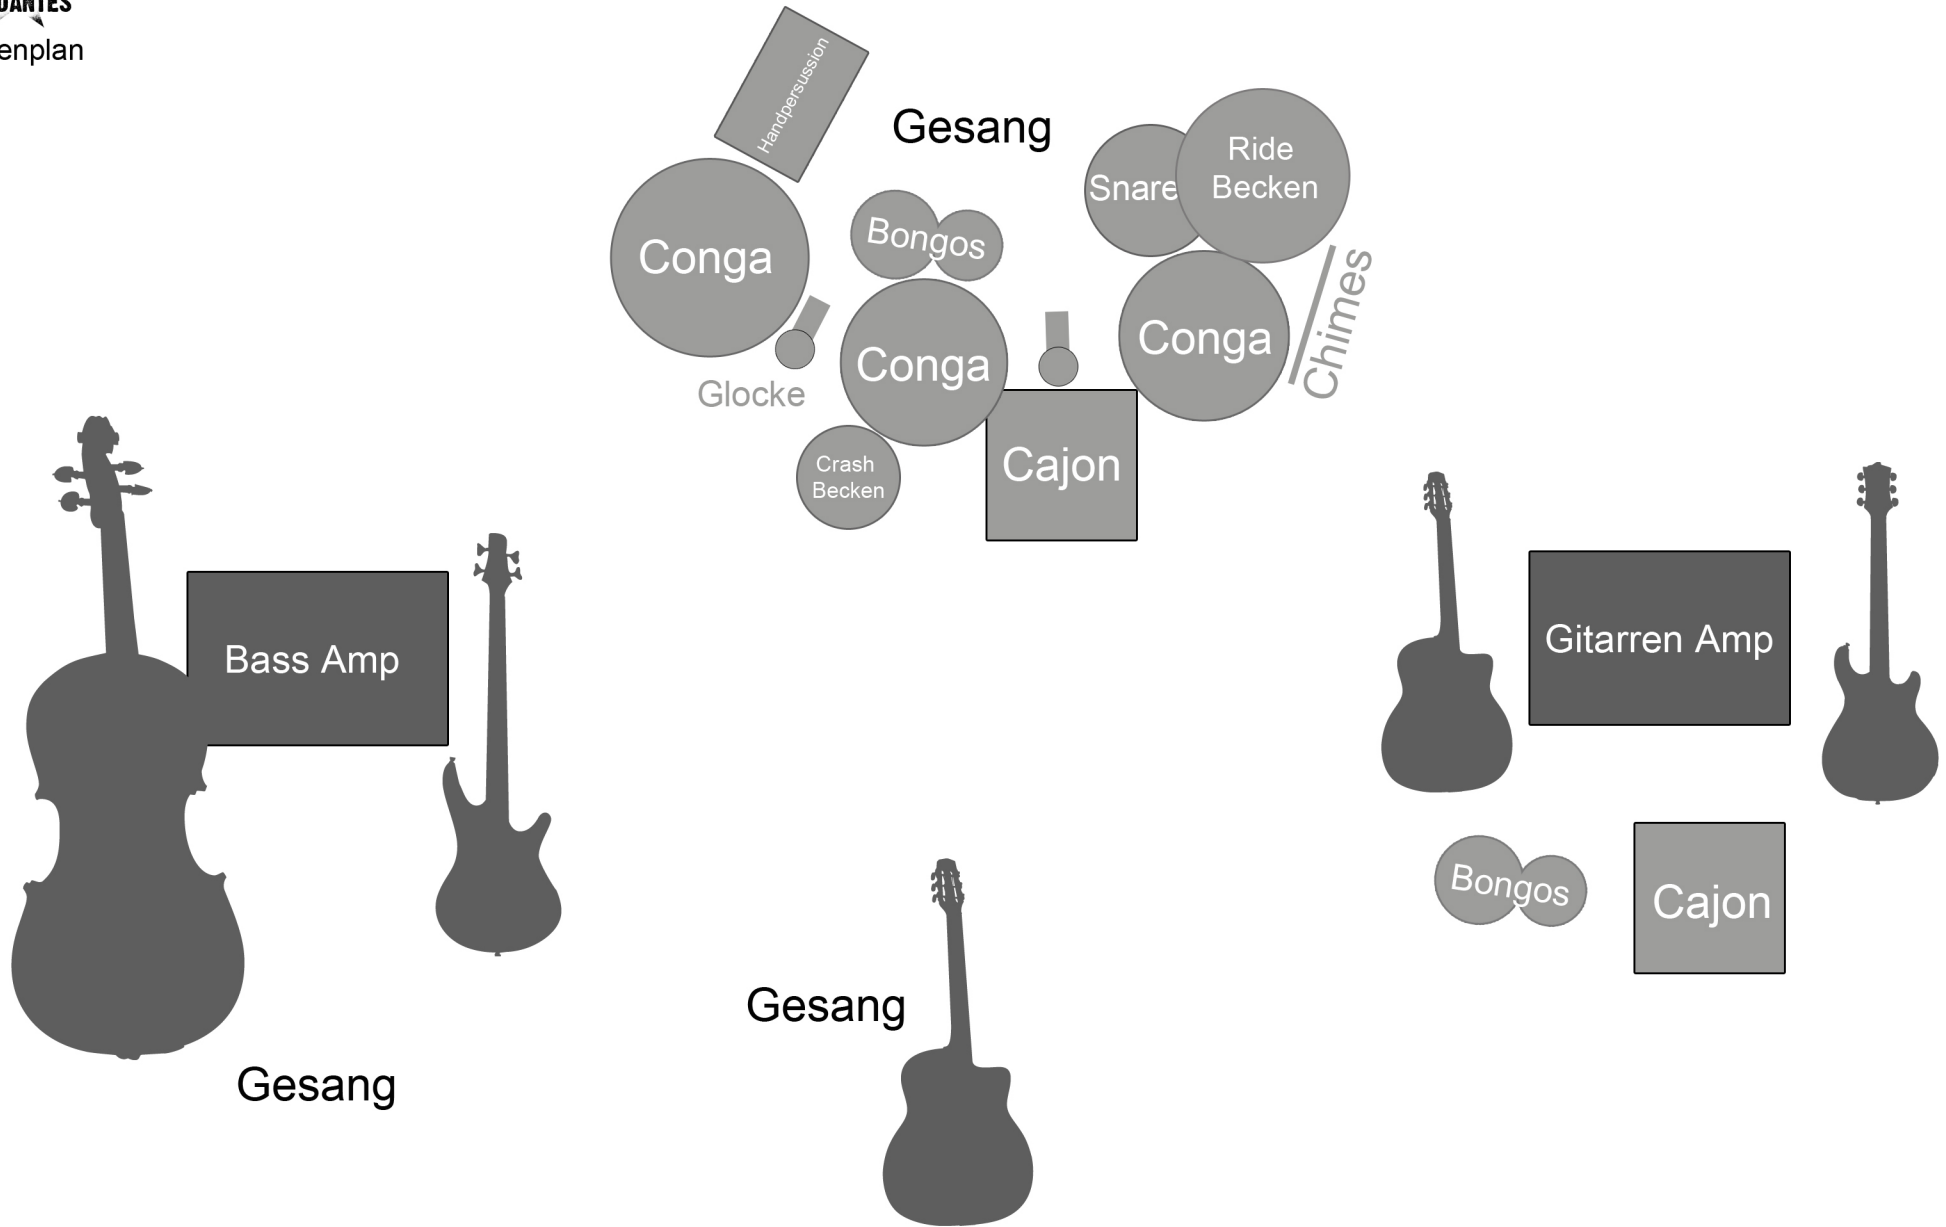 enplan
Handpersussion
Gesang
Snare
Ride
Becken
Conga
Bongos
Chimes
Conga
Conga
Glocke
Crash
Becken
Cajon
Bass Amp
Gitarren Amp
Bongos
Cajon
Gesang
Gesang